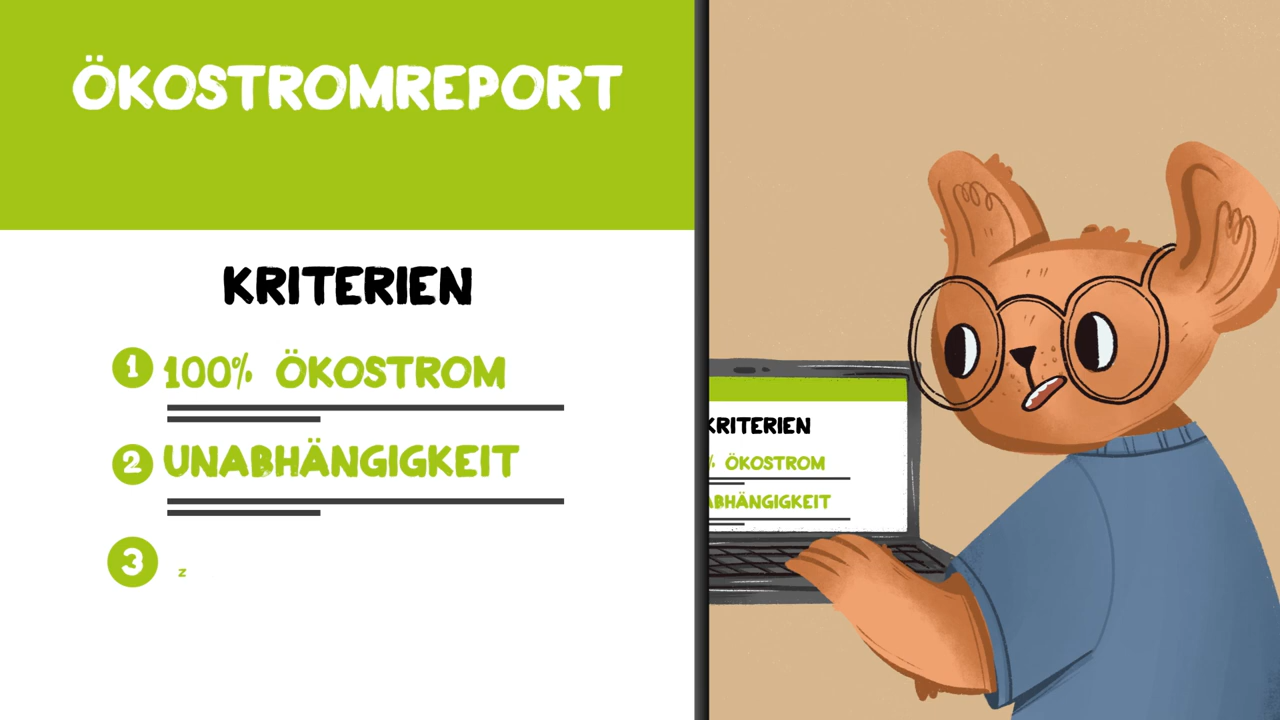 ÖKOSTROMREPORT
KRITERIEN
1 100% ÖKOSTROM
2 UNABHÄNGIGKEIT
3 Z
KRITERIEN
% ÖKOSTROM
ABHÄNGIGKEIT